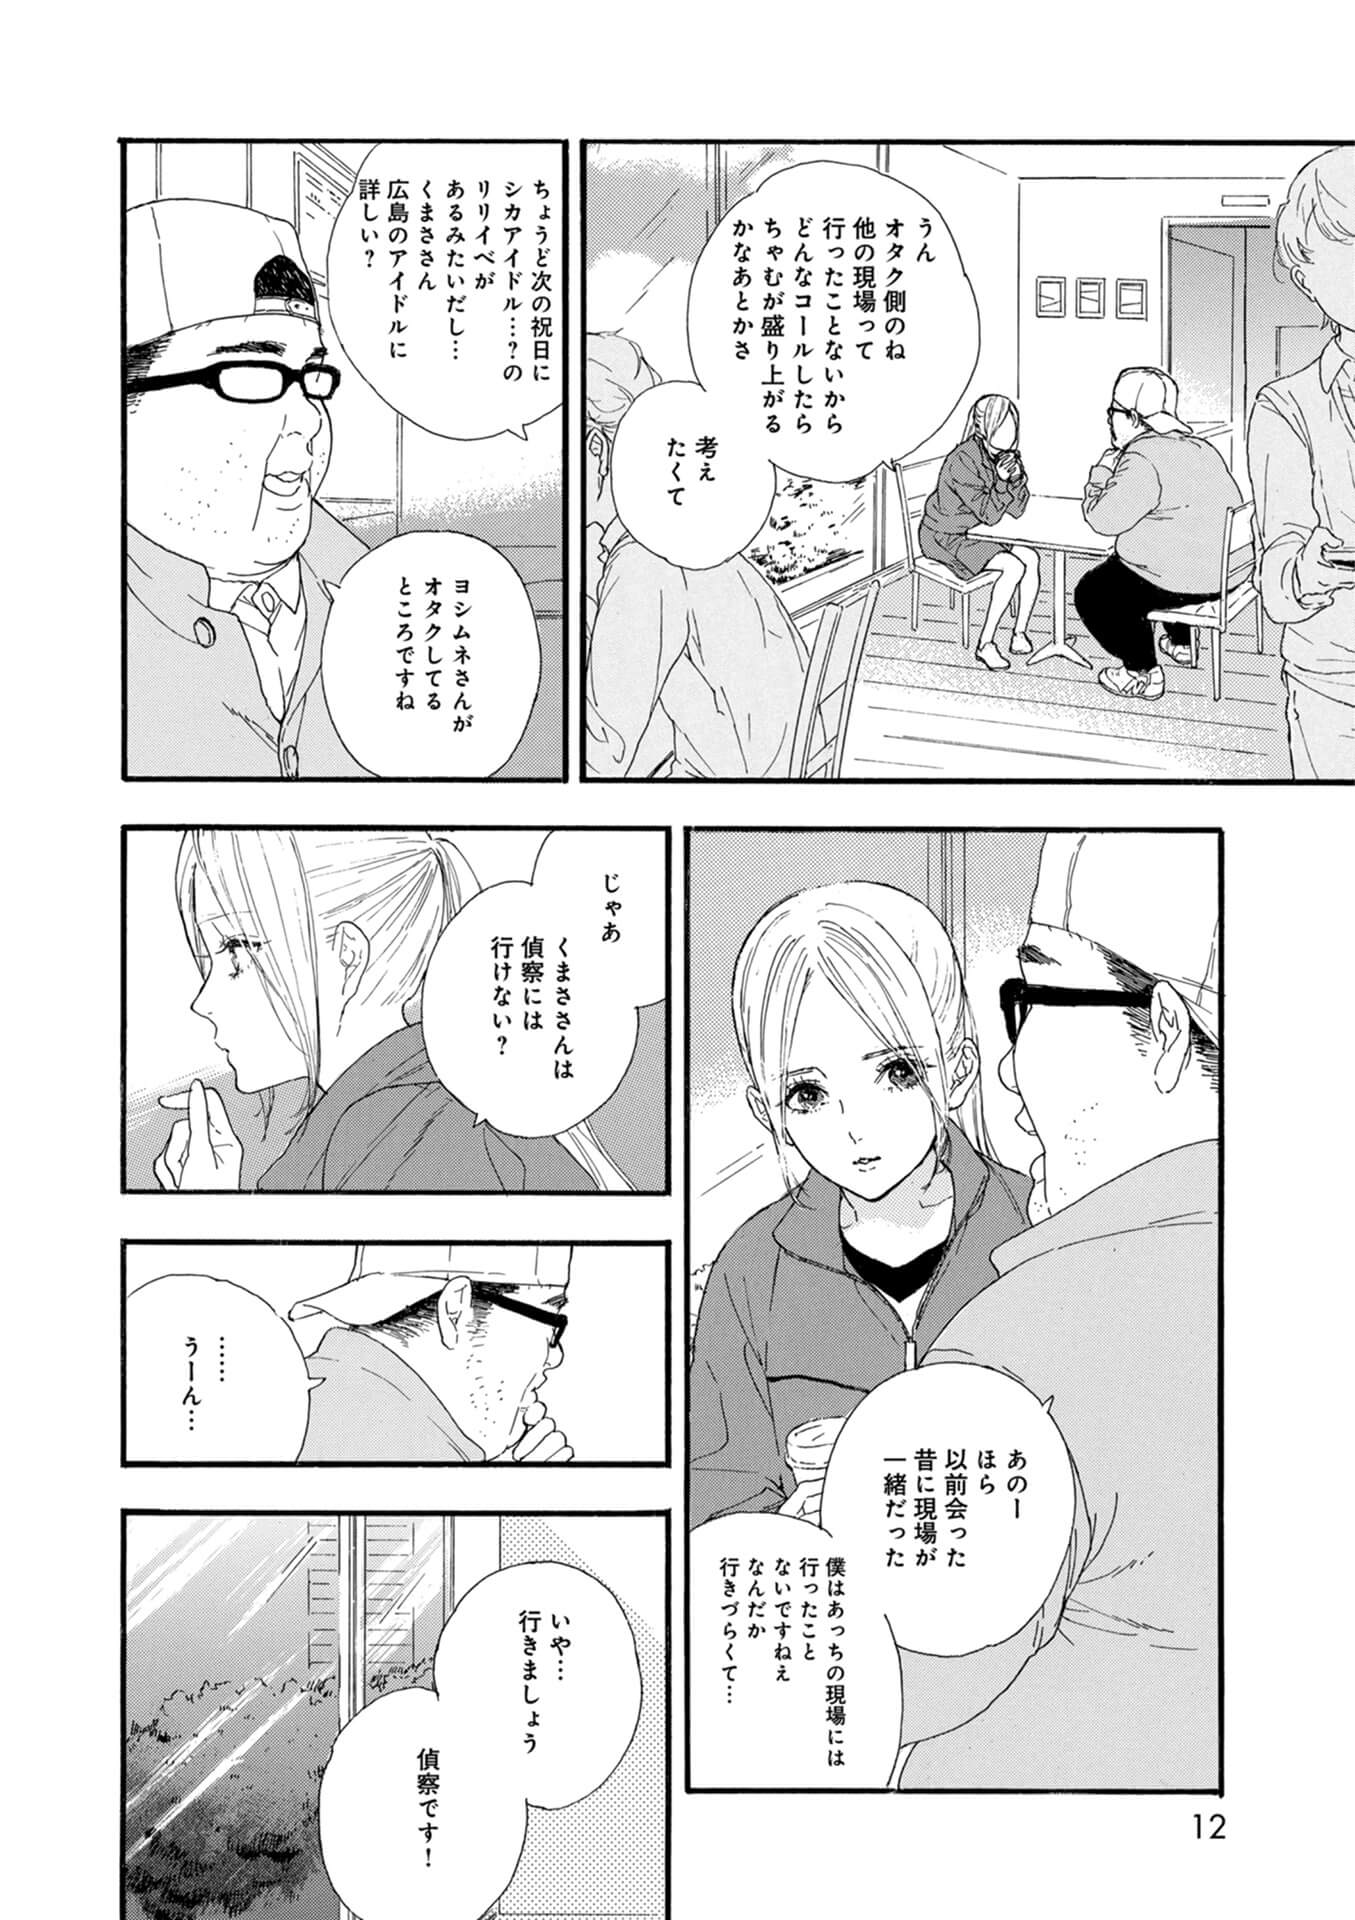 うん
オタク側のね
他の現場って
行ったことないから
どんなコールしたら
ちゃむが盛り上がる
かなあとかさ
考え
たくて
ちょうど次の祝日に
シカアイドル…?の
リリイベが
あるみたいだし…
くまささん
広島のアイドルに
詳しい?
ヨシムネさんが
オタクしてる
ところですね
あのー
ほら
以前会った
昔に現場が
一緒だった
僕はあっちの現場には
行ったこと
ないですねえ
なんだか
行きづらくて…
じゃあ
くまささんは
偵察には
行けない?
……
うーん…
いや…
行きましょう
偵察です!
12